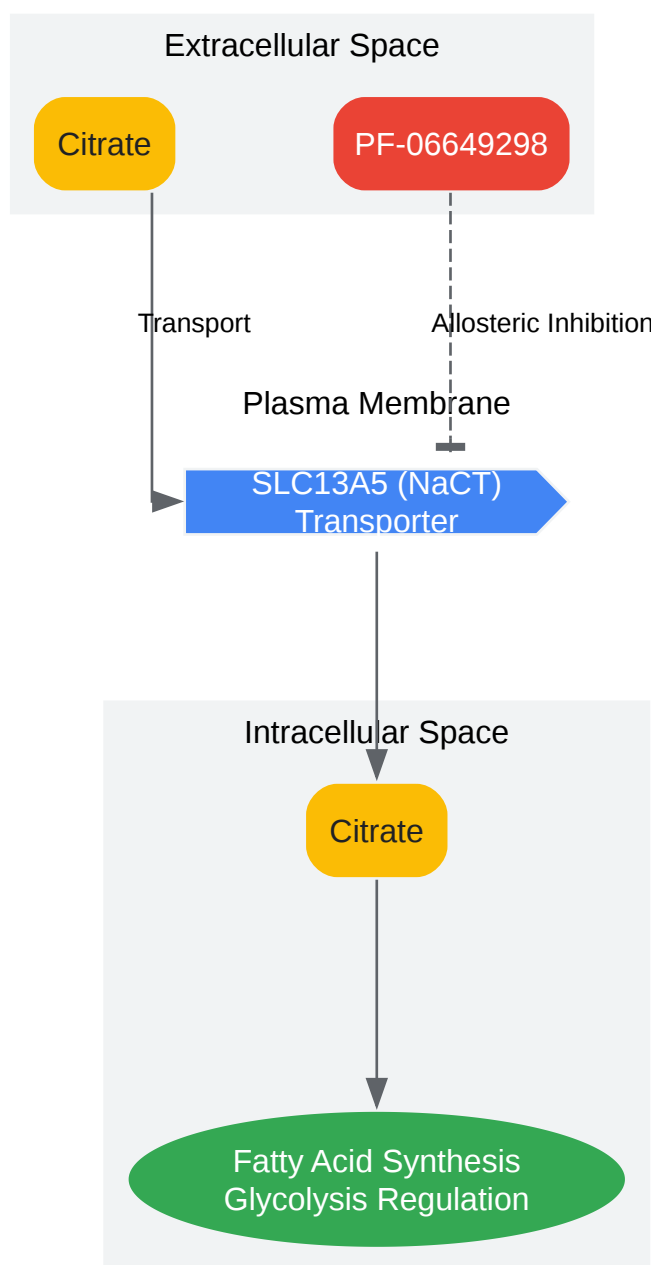 Extracellular Space
Citrate
PF-06649298
Transport
Allosteric Inhibition
Plasma Membrane
SLC13A5 (NaCT)
Transporter
Intracellular Space
Citrate
Fatty Acid Synthesis
Glycolysis Regulation